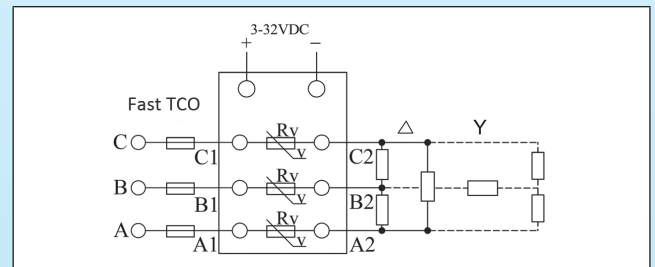 3-32VDC
+ −
Fast TCO
△ Y
C Rv
C1 v C2
B Rv
B1 v B2
A Rv
A1 v A2